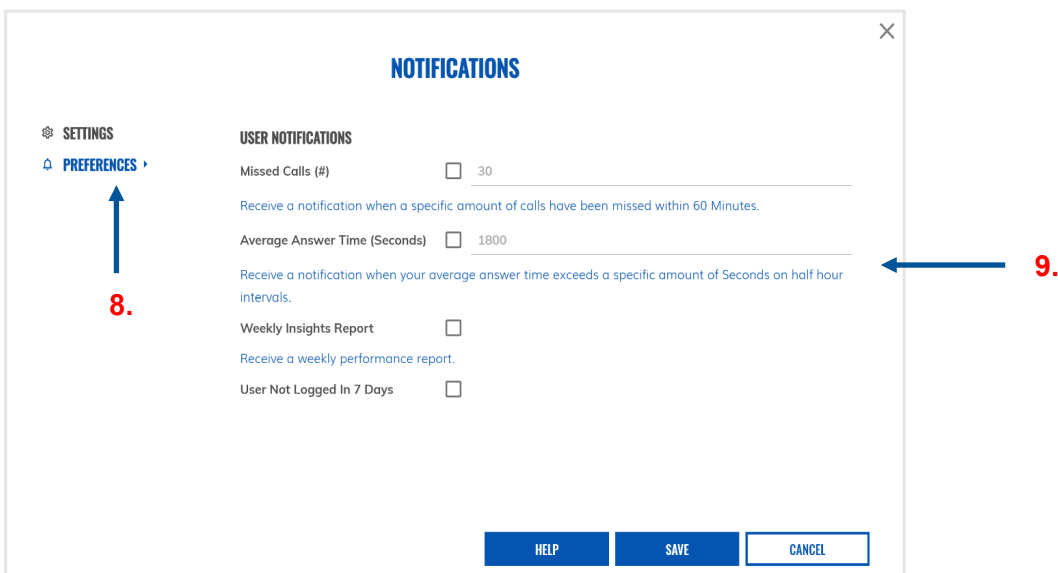 NOTIFICATIONS
SETTINGS
PREFERENCES
8.
USER NOTIFICATIONS
Missed Calls (#) 30
Receive a notification when a specific amount of calls have been missed within 60 Minutes.
Average Answer Time (Seconds) 1800
Receive a notification when your average answer time exceeds a specific amount of Seconds on half hour
intervals.
9.
Weekly Insights Report
Receive a weekly performance report.
User Not Logged In 7 Days
HELP
SAVE
CANCEL